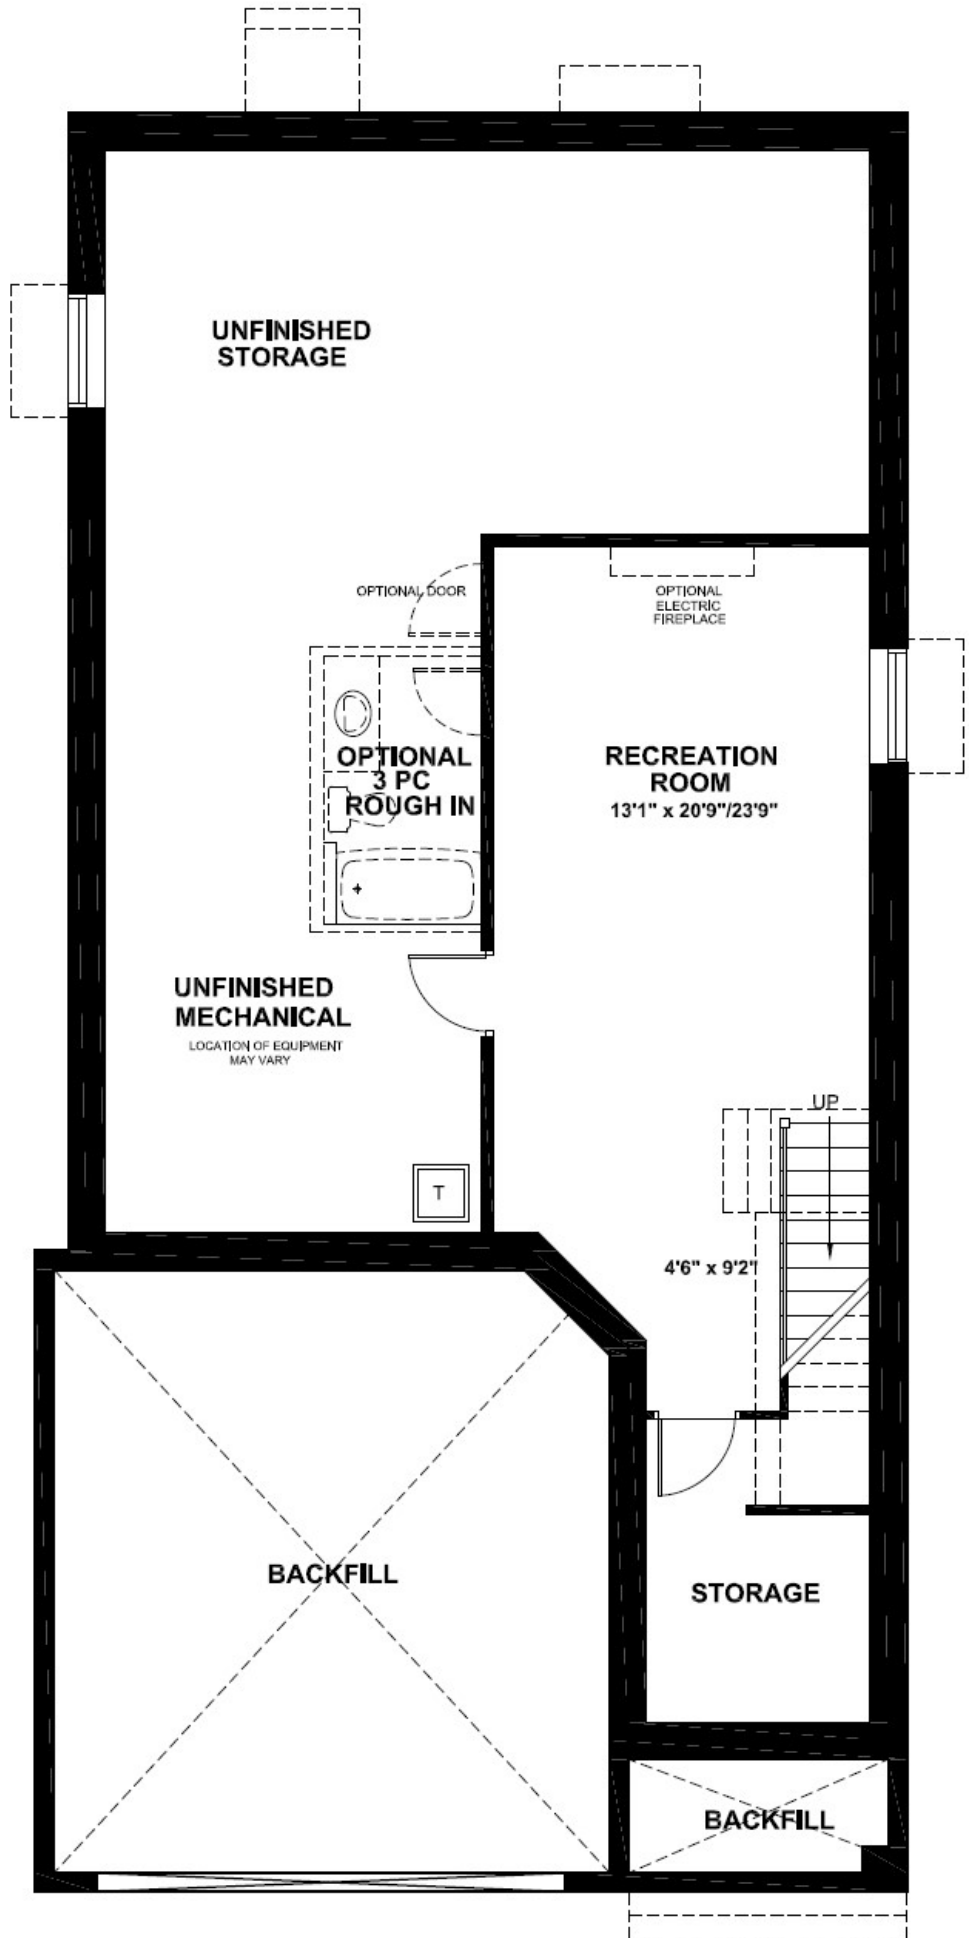 UNFINISHED
STORAGE
OPTIONAL DOOR
OPTIONAL
ELECTRIC
FIREPLACE
OPTIONAL
3 PC
ROUGH IN
RECREATION
ROOM
13'1" x 20'9"/23'9"
UNFINISHED
MECHANICAL
LOCATION OF EQUIPMENT
MAY VARY
UP
T
4'6" x 9'2"
BACKFILL
STORAGE
BACKFILL